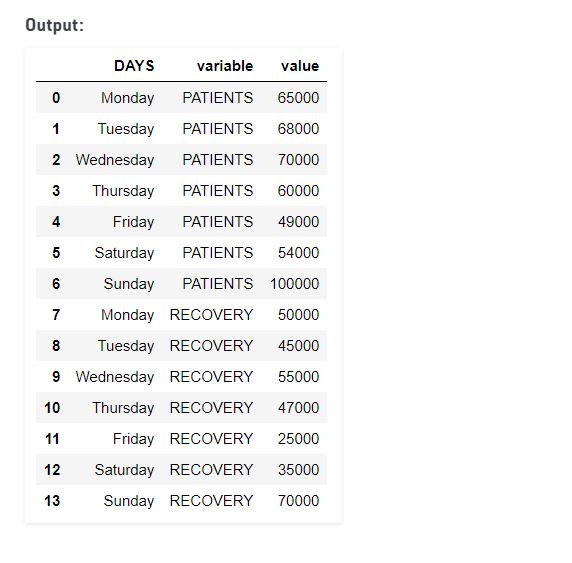 Output:
DAYS variable value
0 Monday PATIENTS 65000
1 Tuesday PATIENTS 68000
2 Wednesday PATIENTS 70000
3 Thursday PATIENTS 60000
4 Friday PATIENTS 49000
5 Saturday PATIENTS 54000
6 Sunday PATIENTS 100000
7 Monday RECOVERY 50000
8 Tuesday RECOVERY 45000
9 Wednesday RECOVERY 55000
10 Thursday RECOVERY 47000
11 Friday RECOVERY 25000
12 Saturday RECOVERY 35000
13 Sunday RECOVERY 70000